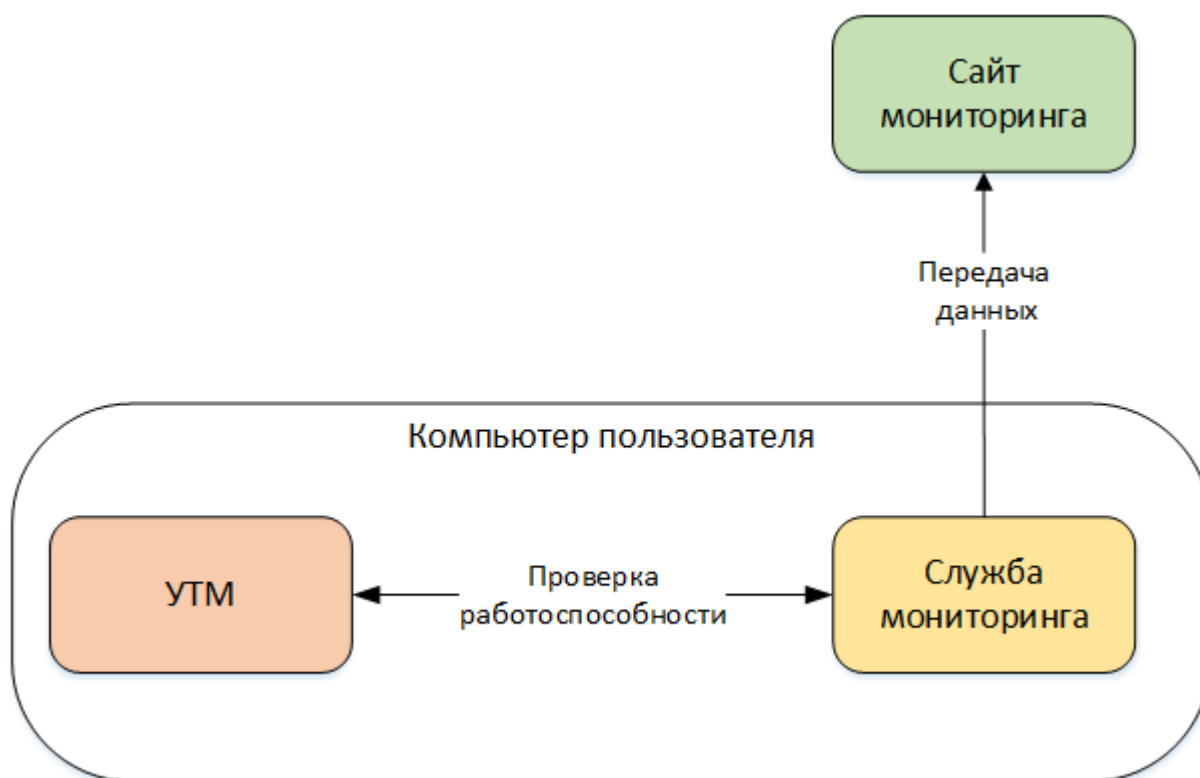 Сайт
мониторинга
Передача
данных
Компьютер пользователя
УТМ
Проверка
работоспособности
Служба
мониторинга